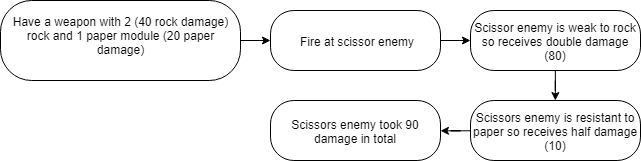 Have a weapon with 2 (40 rock damage)
rock and 1 paper module (20 paper
damage)
Fire at scissor enemy
Scissor enemy is weak to rock
so receives double damage
(80)
Scissors enemy is resistant to
paper so receives half damage
(10)
Scissors enemy took 90
damage in total